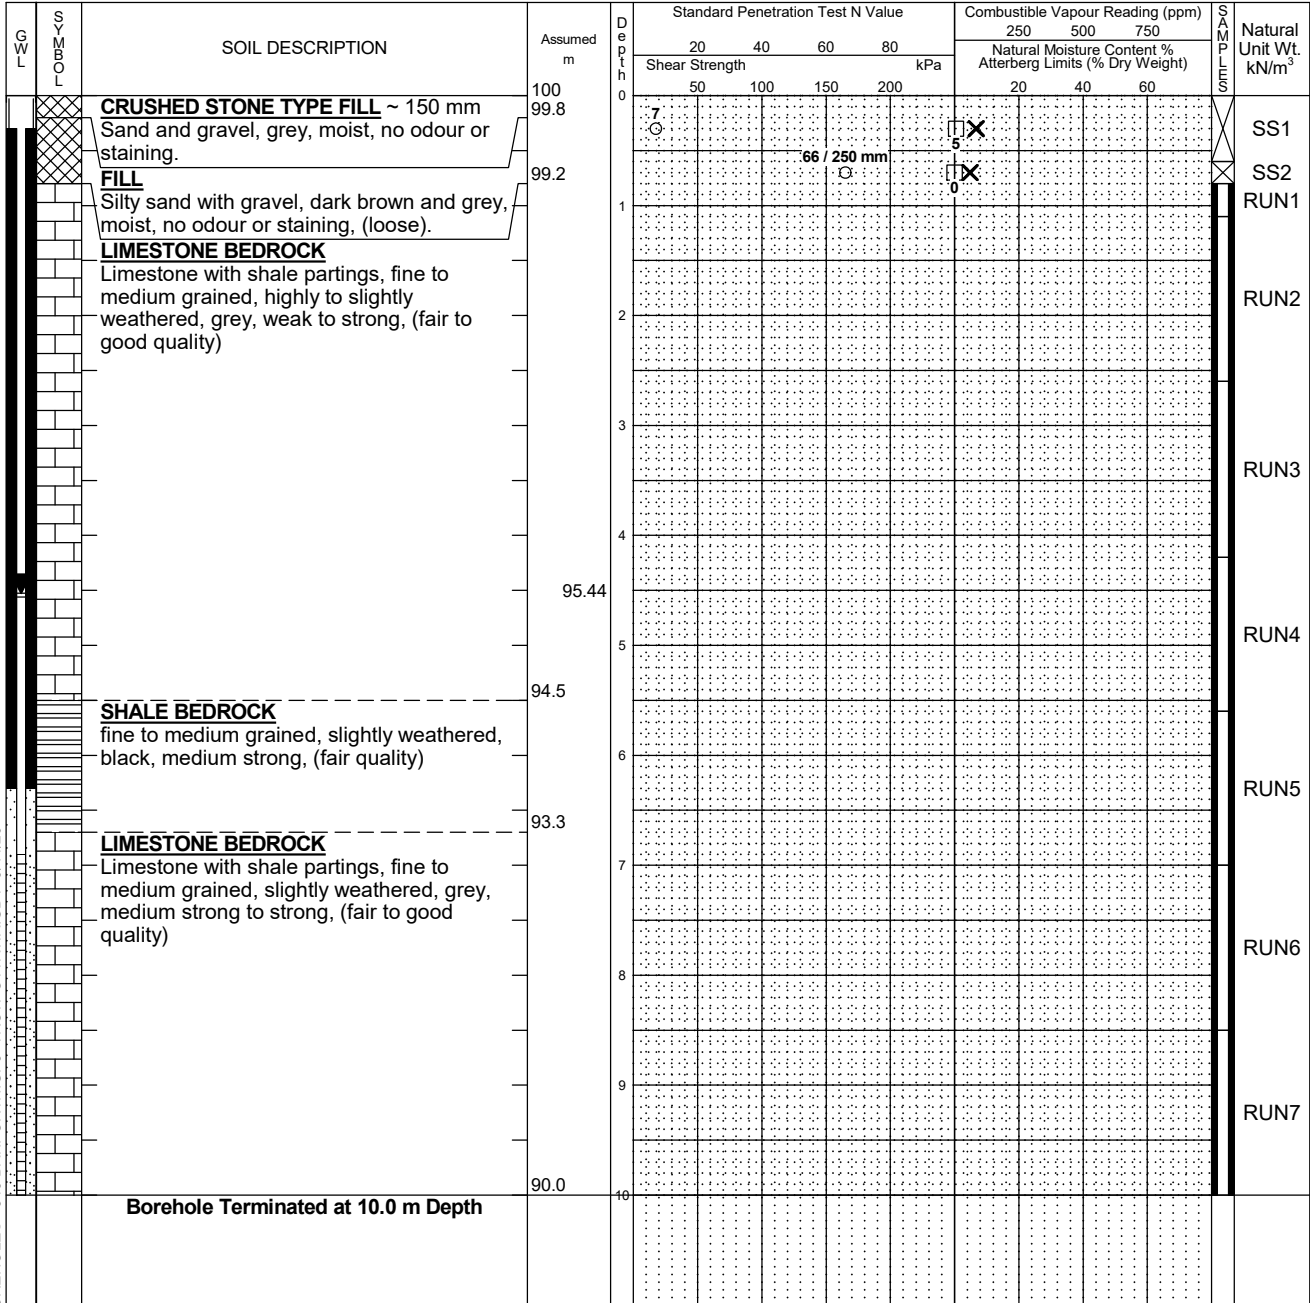 GWL
SYMBOL
SOIL DESCRIPTION
Assumed
m
Depth
Standard Penetration Test N Value
20 40 60 80
Shear Strength kPa
50 100 150 200
Combustible Vapour Reading (ppm)
250 500 750
Natural Moisture Content %
Atterberg Limits (% Dry Weight)
20 40 60
SAMPLES
Natural
Unit Wt.
kN/m³
100
0
CRUSHED STONE TYPE FILL ~ 150 mm
99.8
Sand and gravel, grey, moist, no odour or
staining.
7
5
SS1
66 / 250 mm
0
SS2
99.2
FILL
Silty sand with gravel, dark brown and grey,
moist, no odour or staining, (loose).
1
RUN1
LIMESTONE BEDROCK
Limestone with shale partings, fine to
medium grained, highly to slightly
weathered, grey, weak to strong, (fair to
good quality)
RUN2
2
3
RUN3
4
95.44
RUN4
5
94.5
SHALE BEDROCK
fine to medium grained, slightly weathered,
black, medium strong, (fair quality)
6
RUN5
93.3
LIMESTONE BEDROCK
Limestone with shale partings, fine to
medium grained, slightly weathered, grey,
medium strong to strong, (fair to good
quality)
7
RUN6
8
9
RUN7
90.0
10
Borehole Terminated at 10.0 m Depth